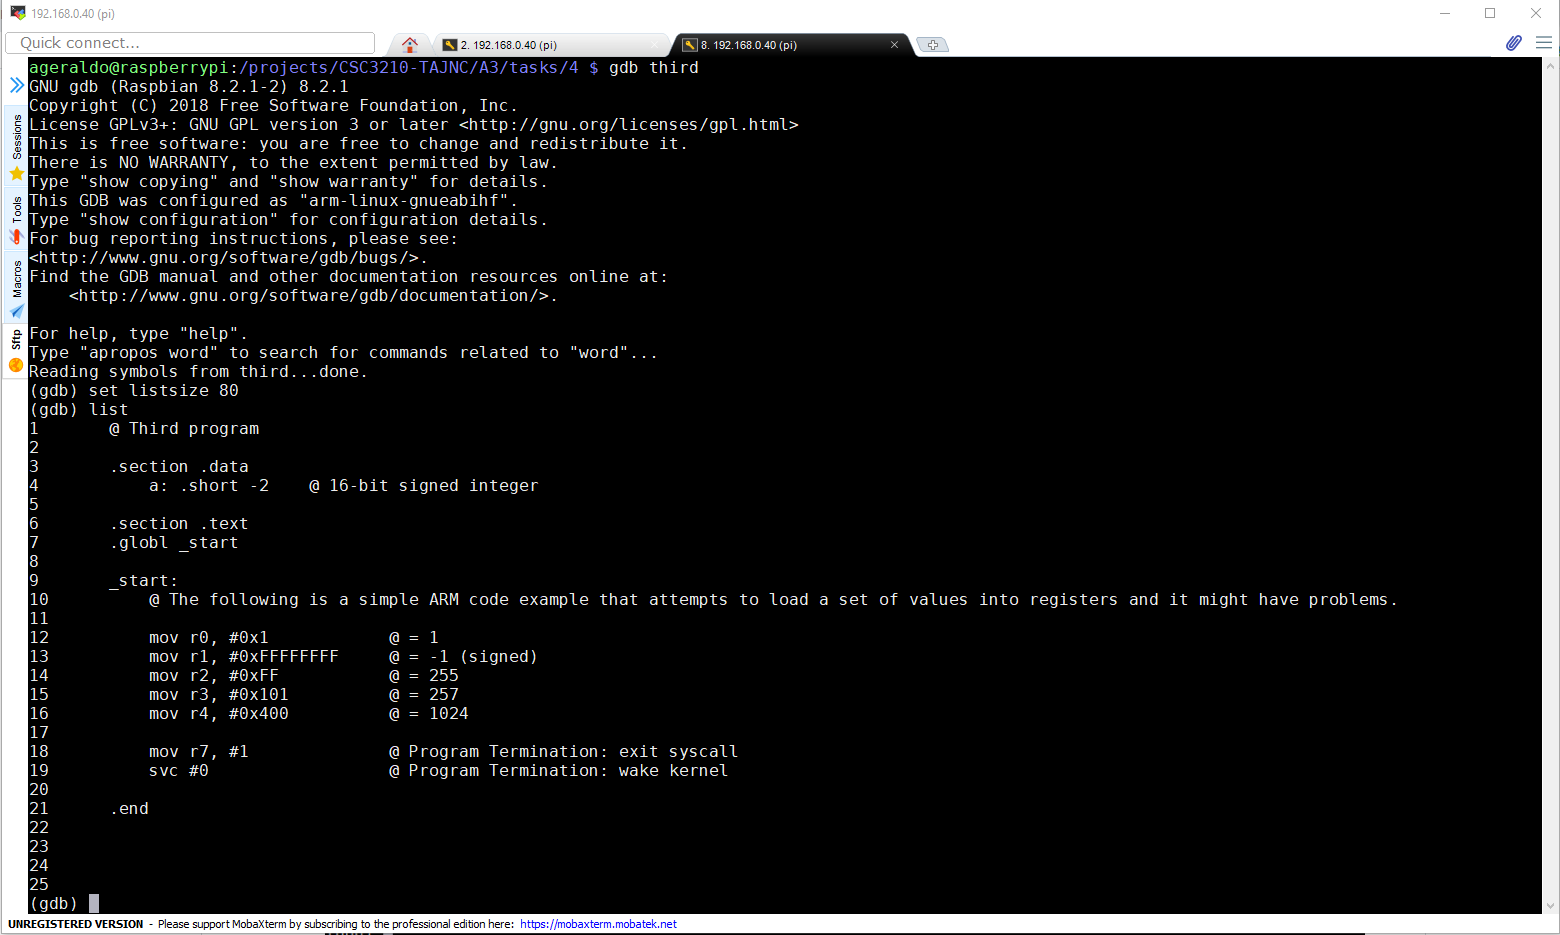 192.168.0.40 (pi)
Quick connect...
2. 192.168.0.40 (pi)
8. 192.168.0.40 (pi)
Sessions
Tools
Macros
Sftp
ageraldo@raspberrypi:/projects/CSC3210-TAJNC/A3/tasks/4 $ gdb third
GNU gdb (Raspbian 8.2.1-2) 8.2.1
Copyright (C) 2018 Free Software Foundation, Inc.
License GPLv3+: GNU GPL version 3 or later <http://gnu.org/licenses/gpl.html>
This is free software: you are free to change and redistribute it.
There is NO WARRANTY, to the extent permitted by law.
Type "show copying" and "show warranty" for details.
This GDB was configured as "arm-linux-gnueabihf".
Type "show configuration" for configuration details.
For bug reporting instructions, please see:
<http://www.gnu.org/software/gdb/bugs/>.
Find the GDB manual and other documentation resources online at:
    <http://www.gnu.org/software/gdb/documentation/>.
For help, type "help".
Type "apropos word" to search for commands related to "word"...
Reading symbols from third...done.
(gdb) set listsize 80
(gdb) list
1       @ Third program
2
3       .section .data
4           a: .short -2    @ 16-bit signed integer
5
6       .section .text
7       .globl _start
8
9       _start:
10          @ The following is a simple ARM code example that attempts to load a set of values into registers and it might have problems.
11
12          mov r0, #0x1            @ = 1
13          mov r1, #0xFFFFFFFF     @ = -1 (signed)
14          mov r2, #0xFF           @ = 255
15          mov r3, #0x101          @ = 257
16          mov r4, #0x400          @ = 1024
17
18          mov r7, #1              @ Program Termination: exit syscall
19          svc #0                  @ Program Termination: wake kernel
20
21      .end
22
23
24
25
(gdb)
UNREGISTERED VERSION - Please support MobaXterm by subscribing to the professional edition here: https://mobaxterm.mobatek.net